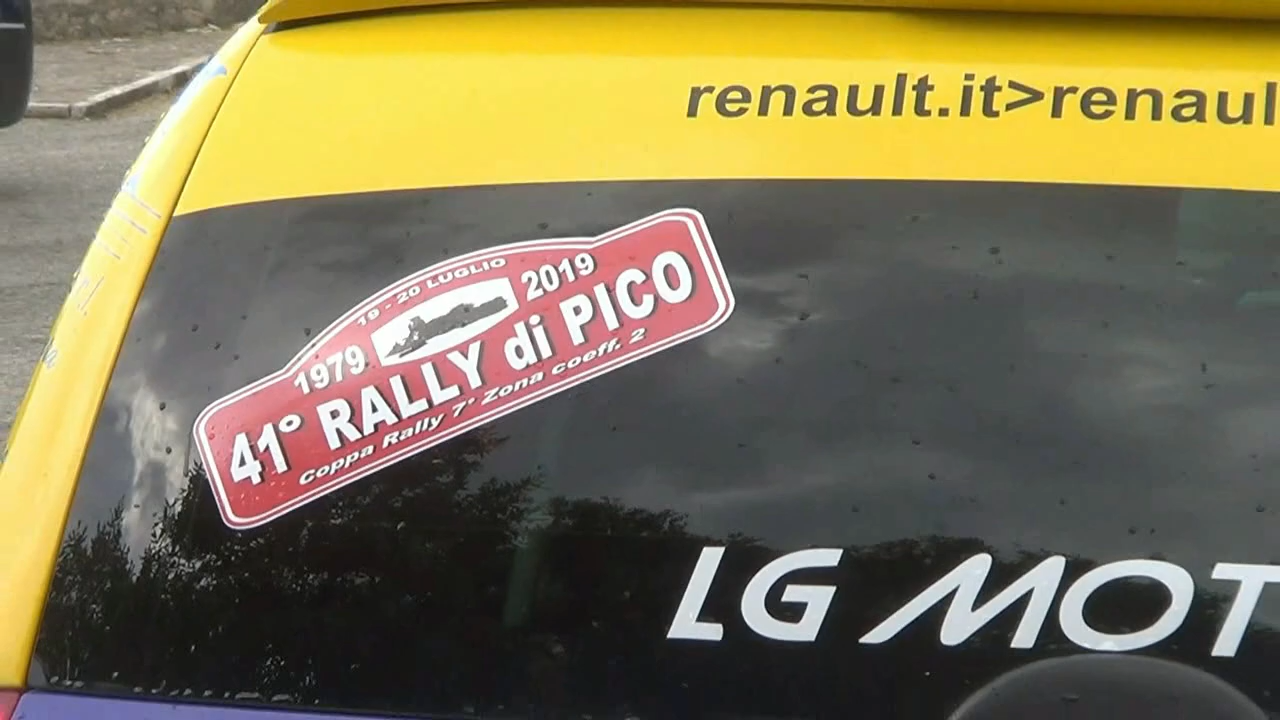 renault.it>renaul
19 - 20 LUGLIO
1979 2019
41° RALLY di PICO
Coppa Rally 7° Zona coeff. 2
LG MOT